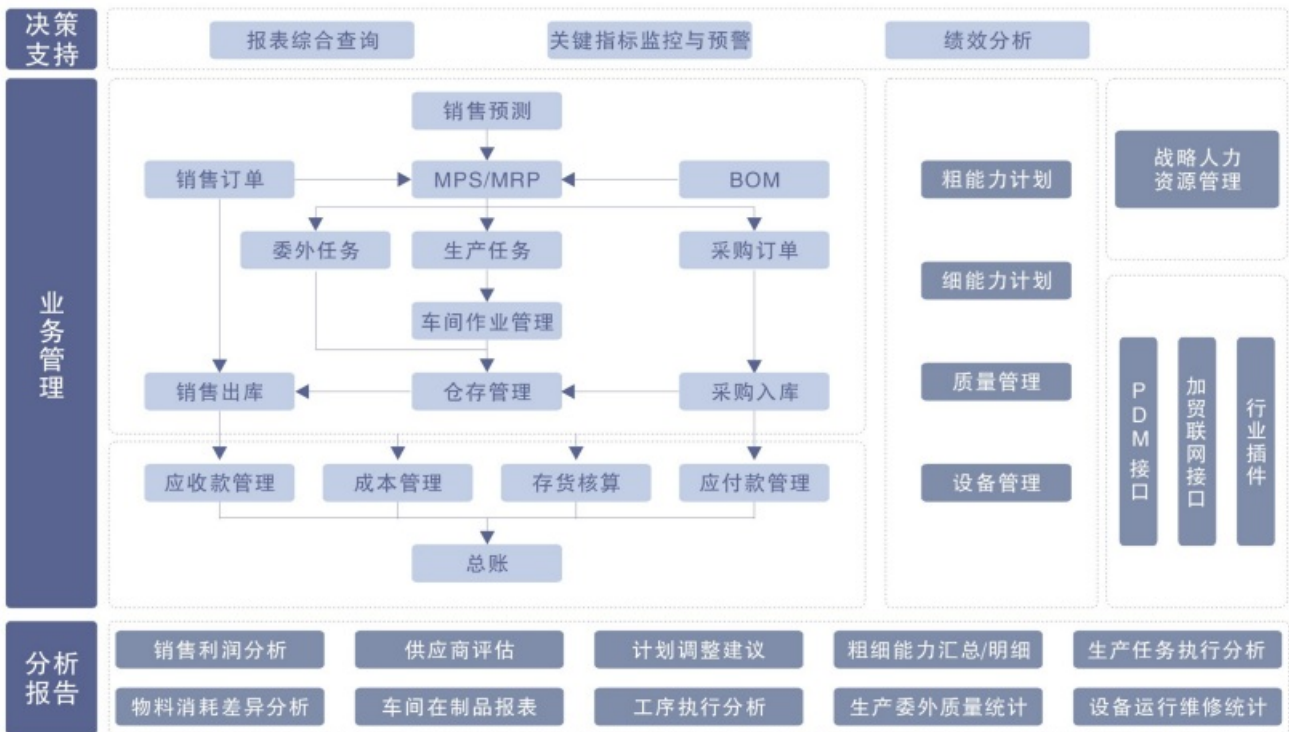 决策
支持
报表综合查询
关键指标监控与预警
绩效分析
业务管理
销售预测
销售订单
MPS/MRP
BOM
委外任务
生产任务
采购订单
车间作业管理
销售出库
仓存管理
采购入库
应收款管理
成本管理
存货核算
应付款管理
总账
粗能力计划
细能力计划
质量管理
设备管理
战略人力
资源管理
PDM接口
加贸联网接口
行业插件
分析
报告
销售利润分析
供应商评估
计划调整建议
粗细能力汇总/明细
生产任务执行分析
物料消耗差异分析
车间在制品报表
工序执行分析
生产委外质量统计
设备运行维修统计